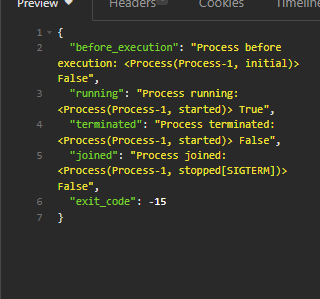 Preview
Headers
Cookies
Timeline
1 {
2 "before_execution": "Process before
execution: <Process(Process-1, initial)>
False",
3 "running": "Process running:
<Process(Process-1, started)> True",
4 "terminated": "Process terminated:
<Process(Process-1, started)> False",
5 "joined": "Process joined:
<Process(Process-1, stopped[SIGTERM])>
False",
6 "exit_code": -15
7 }